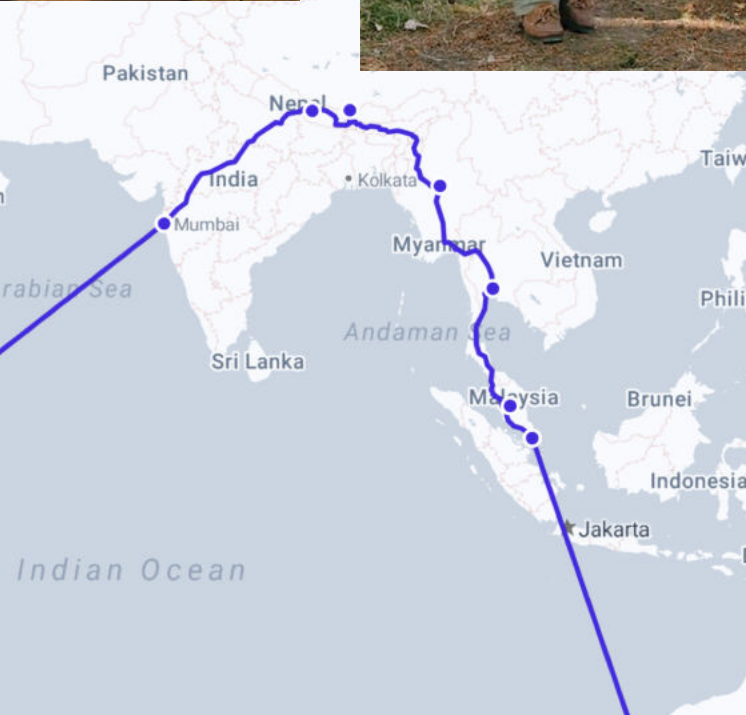 Pakistan
Nepal
Taiw
India
Kolkata
Mumbai
Myanmar
Vietnam
rabian Sea
Phili
Andaman Sea
Sri Lanka
Malaysia
Brunei
Indonesia
Jakarta
Indian Ocean